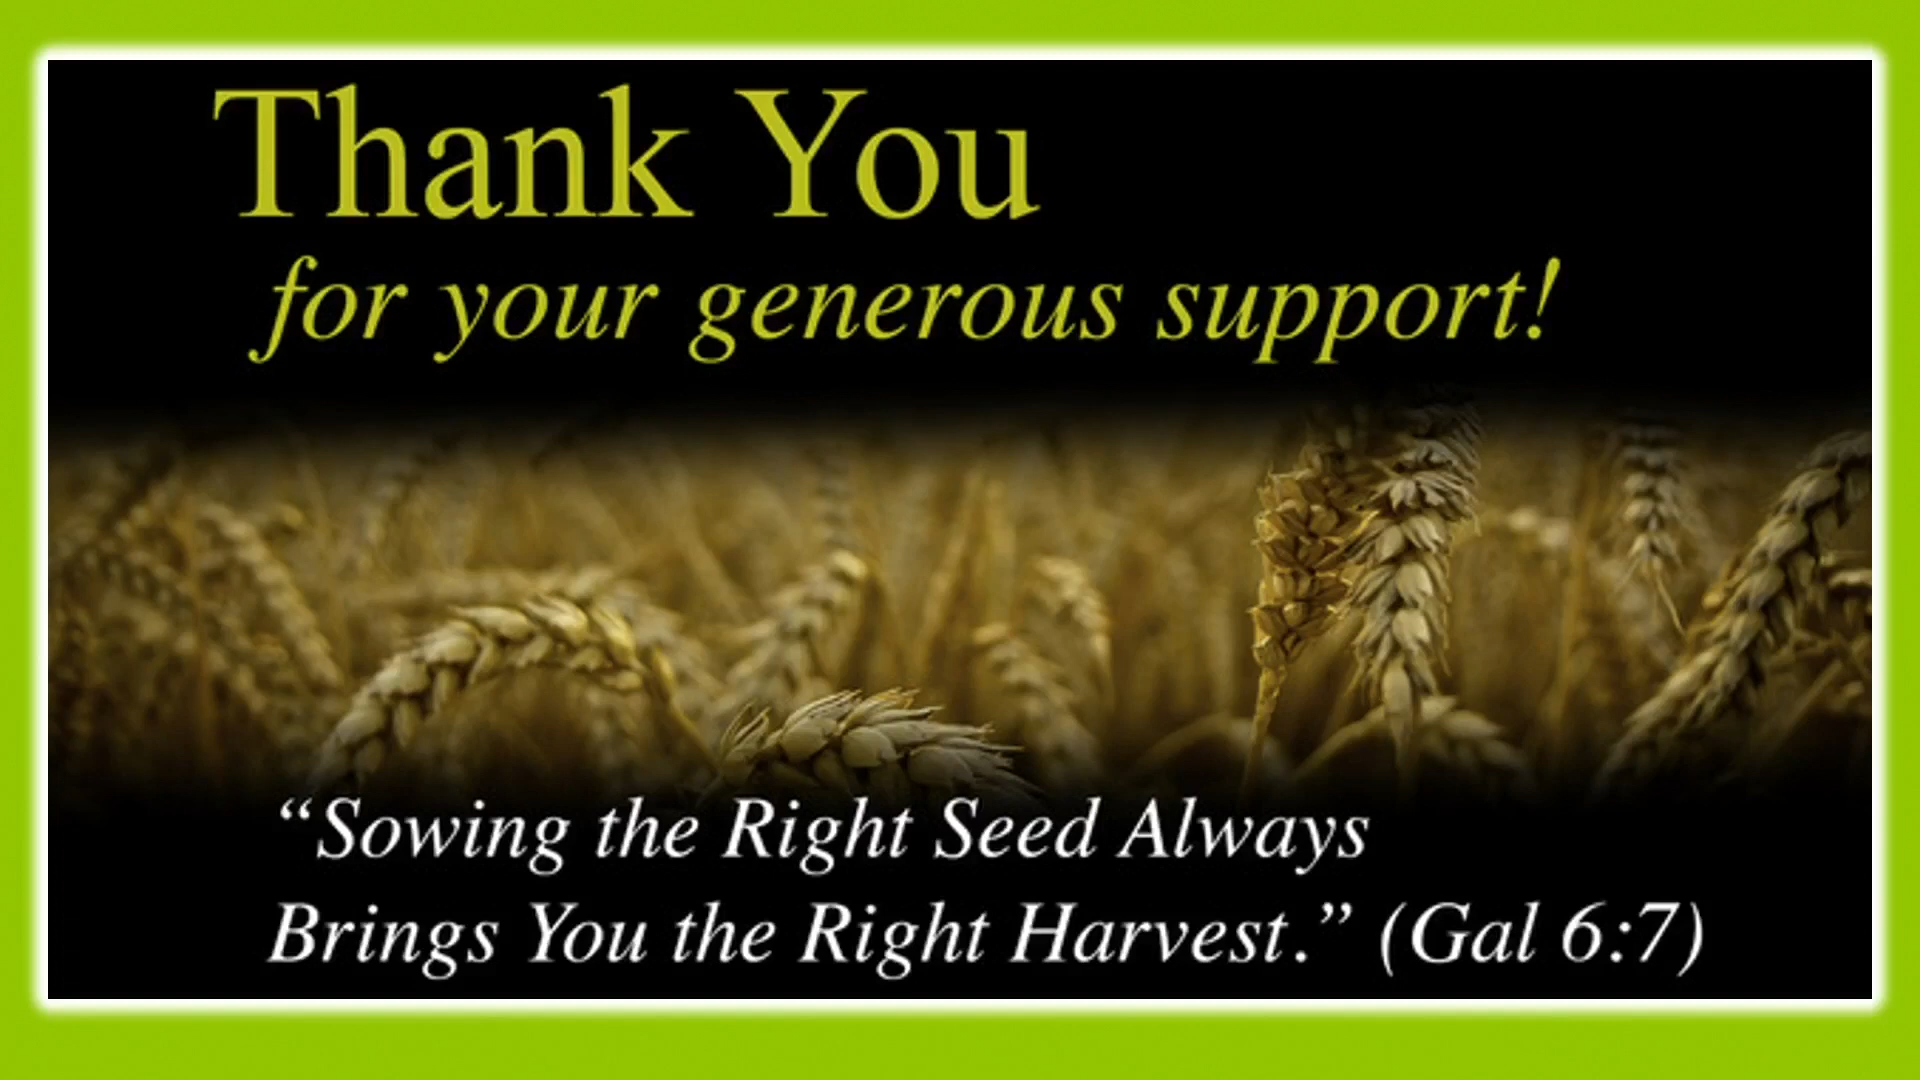 Thank You
for your generous support!
“Sowing the Right Seed Always
Brings You the Right Harvest.” (Gal 6:7)